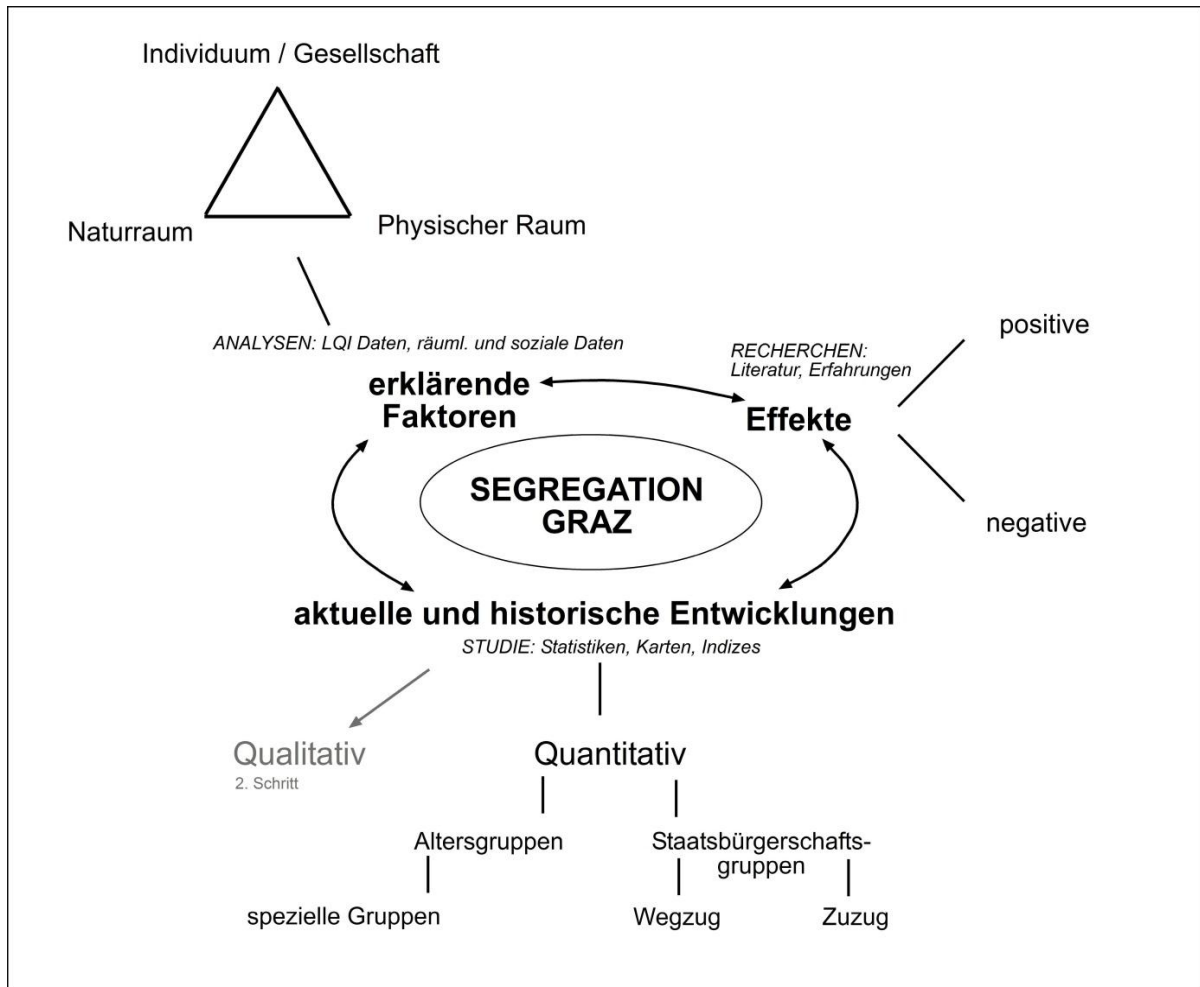 Individuum / Gesellschaft
Naturraum
Physischer Raum
ANALYSEN: LQI Daten, räuml. und soziale Daten
erklärende
Faktoren
RECHERCHEN:
Literatur, Erfahrungen
Effekte
positive
negative
SEGREGATION
GRAZ
aktuelle und historische Entwicklungen
STUDIE: Statistiken, Karten, Indizes
Qualitativ
2. Schritt
Quantitativ
Altersgruppen
Staatsbürgerschafts-
gruppen
spezielle Gruppen
Wegzug
Zuzug